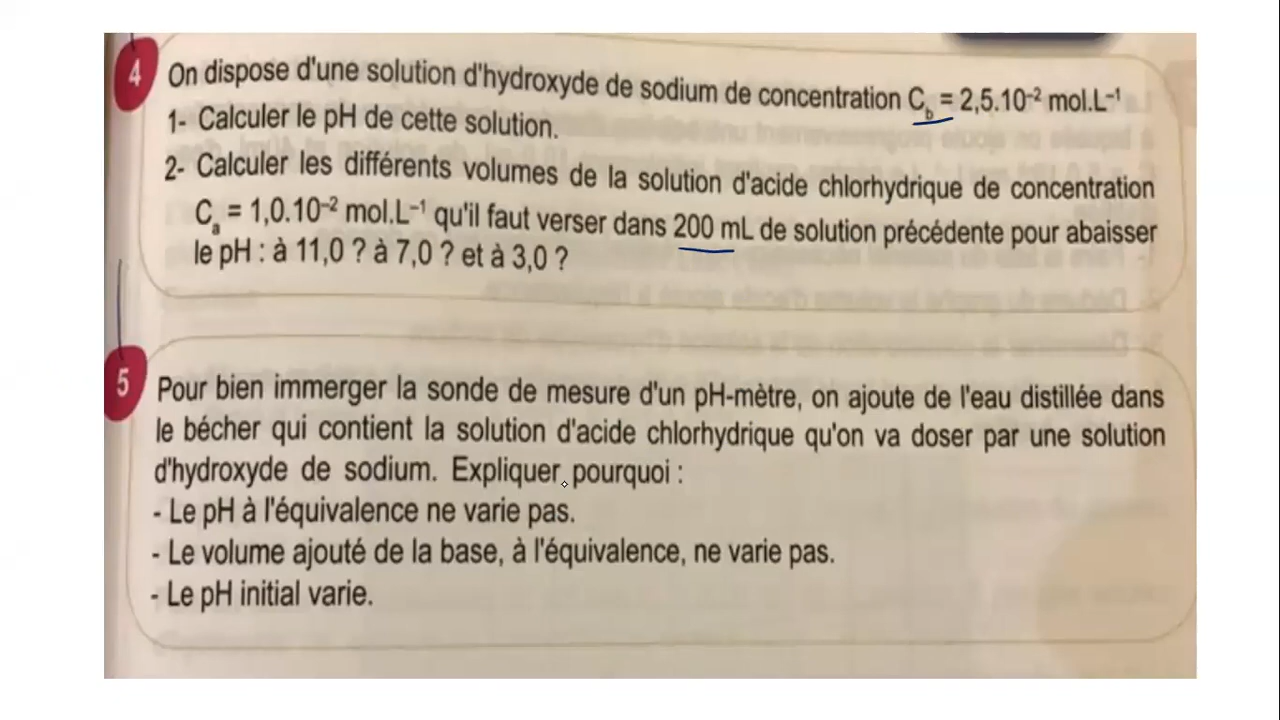 4
On dispose d'une solution d'hydroxyde de sodium de concentration C_b = 2,5.10⁻² mol.L⁻¹
1- Calculer le pH de cette solution.
2- Calculer les différents volumes de la solution d'acide chlorhydrique de concentration
C_a = 1,0.10⁻² mol.L⁻¹ qu'il faut verser dans 200 mL de solution précédente pour abaisser
le pH : à 11,0 ? à 7,0 ? et à 3,0 ?
5
Pour bien immerger la sonde de mesure d'un pH-mètre, on ajoute de l'eau distillée dans
le bécher qui contient la solution d'acide chlorhydrique qu'on va doser par une solution
d'hydroxyde de sodium. Expliquer pourquoi :
- Le pH à l'équivalence ne varie pas.
- Le volume ajouté de la base, à l'équivalence, ne varie pas.
- Le pH initial varie.